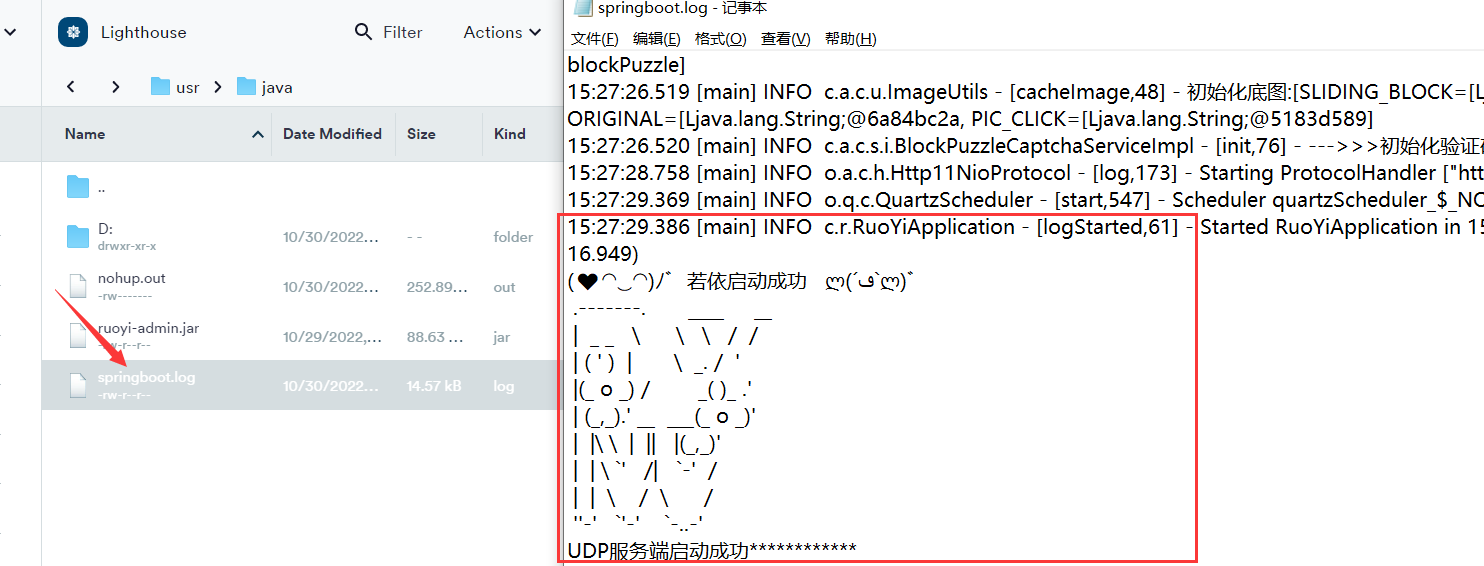 Lighthouse
Filter
Actions
usr
java
Name
Date Modified
Size
Kind
..
D:
drwxr-xr-x
10/30/2022...
- -
folder
nohup.out
-rw-------
10/30/2022...
252.89...
out
ruoyi-admin.jar
-rw-r--r--
10/29/2022,...
88.63 ...
jar
springboot.log
-rw-r--r--
10/30/2022...
14.57 kB
log
springboot.log - 记事本
文件(F) 编辑(E) 格式(O) 查看(V) 帮助(H)
blockPuzzle]
15:27:26.519 [main] INFO  c.a.c.u.ImageUtils - [cacheImage,48] - 初始化底图:[SLIDING_BLOCK=[L
ORIGINAL=[Ljava.lang.String;@6a84bc2a, PIC_CLICK=[Ljava.lang.String;@5183d589]
15:27:26.520 [main] INFO  c.a.c.s.i.BlockPuzzleCaptchaServiceImpl - [init,76] - --->>>初始化验证
15:27:28.758 [main] INFO  o.a.c.h.Http11NioProtocol - [log,173] - Starting ProtocolHandler ["htt
15:27:29.369 [main] INFO  o.q.c.QuartzScheduler - [start,547] - Scheduler quartzScheduler_$_NO
15:27:29.386 [main] INFO  c.r.RuoYiApplication - [logStarted,61] - Started RuoYiApplication in 15
16.949)
(♥◠‿◠)ﾉﾞ  若依启动成功   ლ(´ڡ`ლ)ﾞ
 .-------.       ____     __
 |  _ _   \      \   \   /  /
 | ( ' )  |       \  _. /  '
 |(_ o _) /        _( )_ .'
 | (_,_).' __  ___(_ o _)'
 |  |\ \  |  ||   |(_,_)'
 |  | \ `'   /|   `-'  /
 |  |  \    /  \      /
 ''-'   `'-'    `-..-'
UDP服务端启动成功************